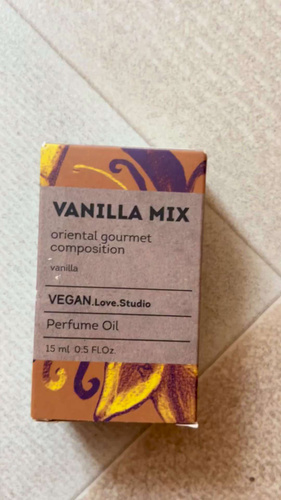 VANILLA MIX
oriental gourmet
composition
vanilla
VEGAN.Love.Studio
Perfume Oil
15 ml 0:5 Fl.Oz